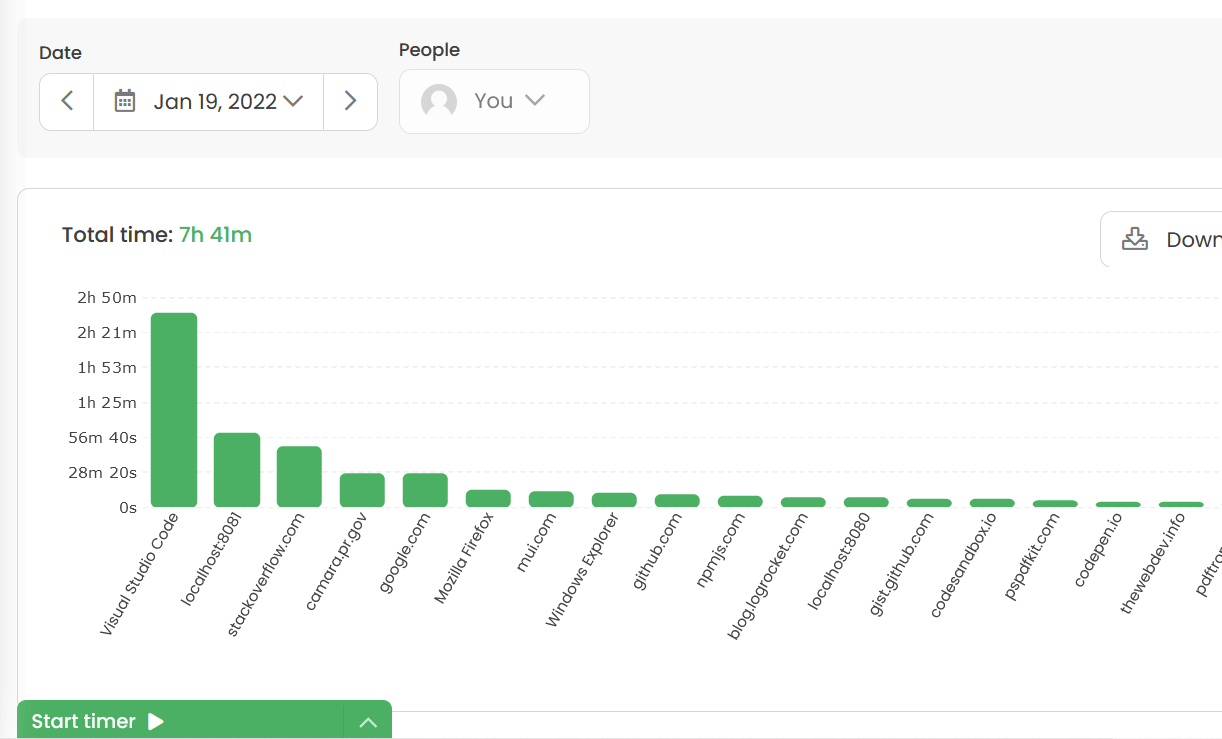 Date
People
Jan 19, 2022
You
Total time: 7h 41m
Down
2h 50m
2h 21m
1h 53m
1h 25m
56m 40s
28m 20s
0s
Visual Studio Code
localhost:8081
stackoverflow.com
camara.pr.gov
google.com
Mozilla Firefox
mui.com
Windows Explorer
github.com
npmjs.com
blog.logrocket.com
localhost:8080
gist.github.com
codesandbox.io
pspdfkit.com
codepen.io
thewebdev.info
pdftron
Start timer